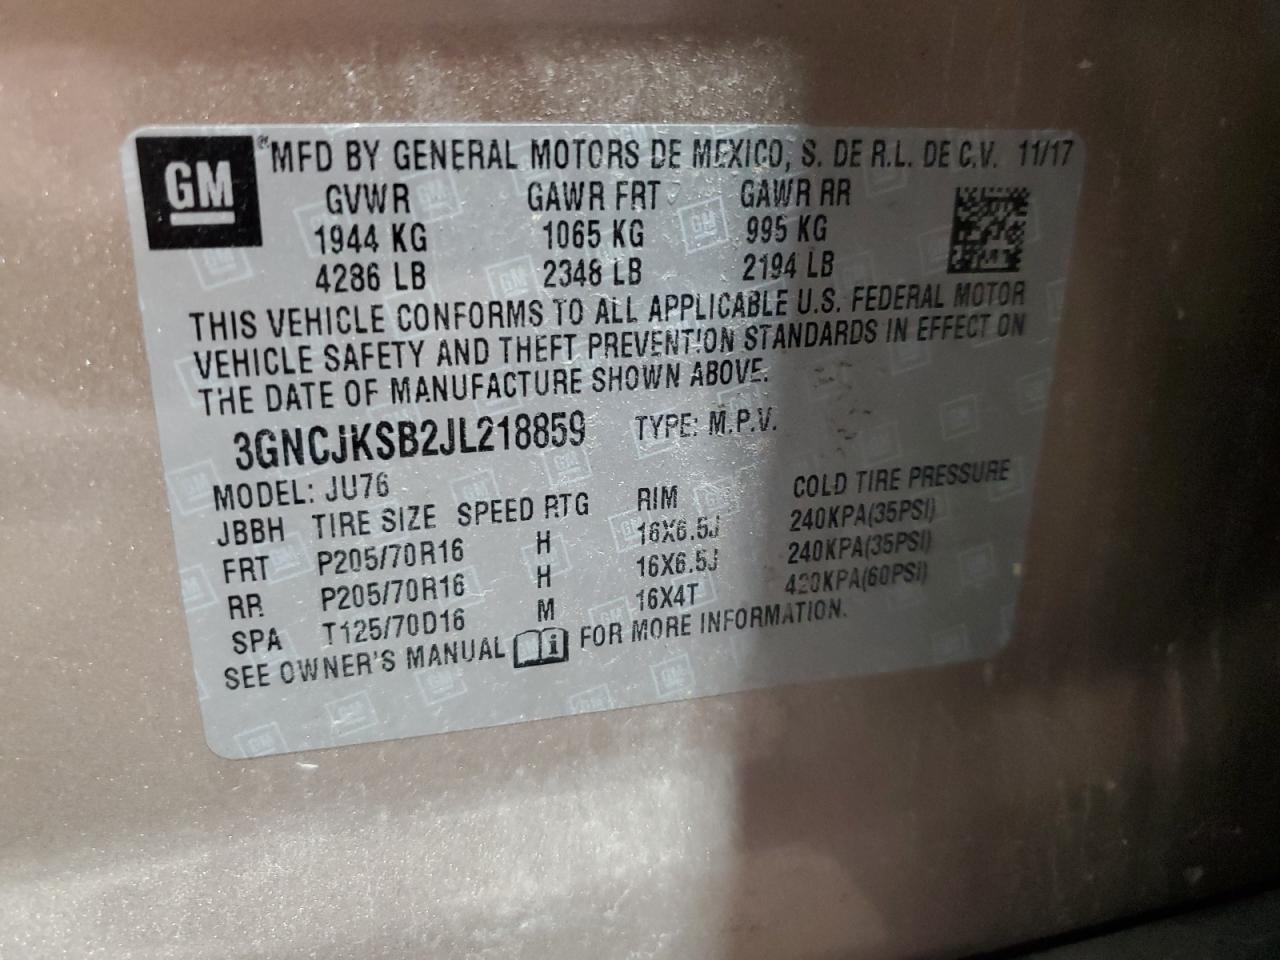 GM
® MFD BY GENERAL MOTORS DE MEXICO, S. DE R.L. DE C.V. 11/17
GVWR GAWR FRT GAWR RR
1944 KG 1065 KG 995 KG
4286 LB 2348 LB 2194 LB
THIS VEHICLE CONFORMS TO ALL APPLICABLE U.S. FEDERAL MOTOR
VEHICLE SAFETY AND THEFT PREVENTION STANDARDS IN EFFECT ON
THE DATE OF MANUFACTURE SHOWN ABOVE.
3GNCJKSB2JL218859 TYPE: M.P.V.
MODEL: JU76
JBBH TIRE SIZE SPEED RTG RIM COLD TIRE PRESSURE
FRT P205/70R16 H 16X6.5J 240KPA(35PSI)
RR P205/70R16 H 16X6.5J 240KPA(35PSI)
SPA T125/70D16 M 16X4T 420KPA(60PSI)
SEE OWNER'S MANUAL i FOR MORE INFORMATION.